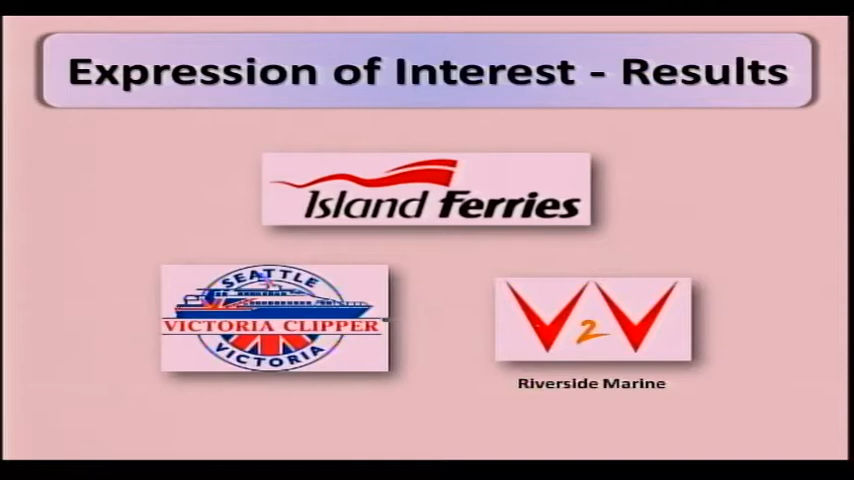 Expression of Interest - Results
Island Ferries
SEATTLE
VICTORIA CLIPPER
VICTORIA
V2V
Riverside Marine